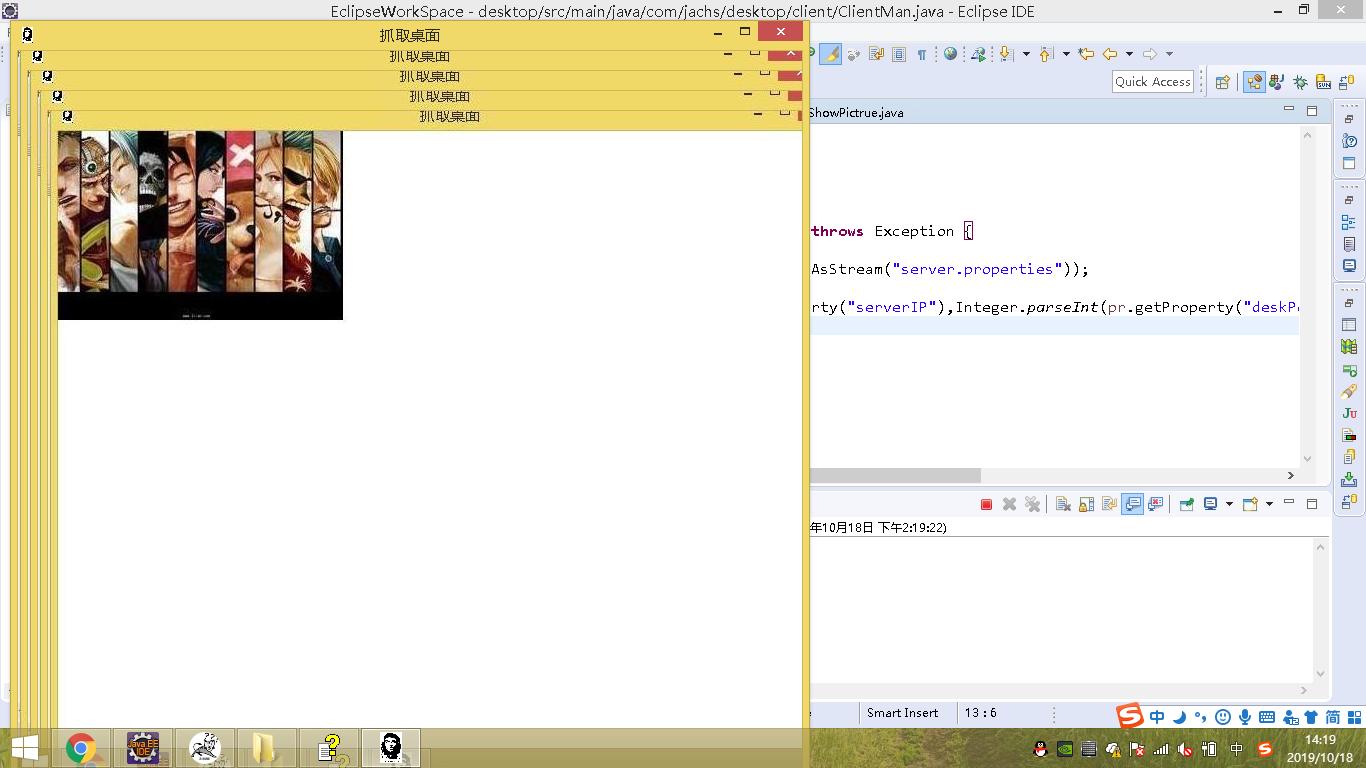 EclipseWorkSpace - desktop/src/main/java/com/jachs/desktop/client/ClientMan.java - Eclipse IDE
抓取桌面
抓取桌面
抓取桌面
抓取桌面
抓取桌面
Quick Access
ShowPictrue.java
throws Exception {
AsStream("server.properties"));
rty("serverIP"),Integer.parseInt(pr.getProperty("deskP
年10月18日 下午2:19:22)
Smart Insert
13 : 6
中
简
Java EE
IDE
中
14:19
2019/10/18